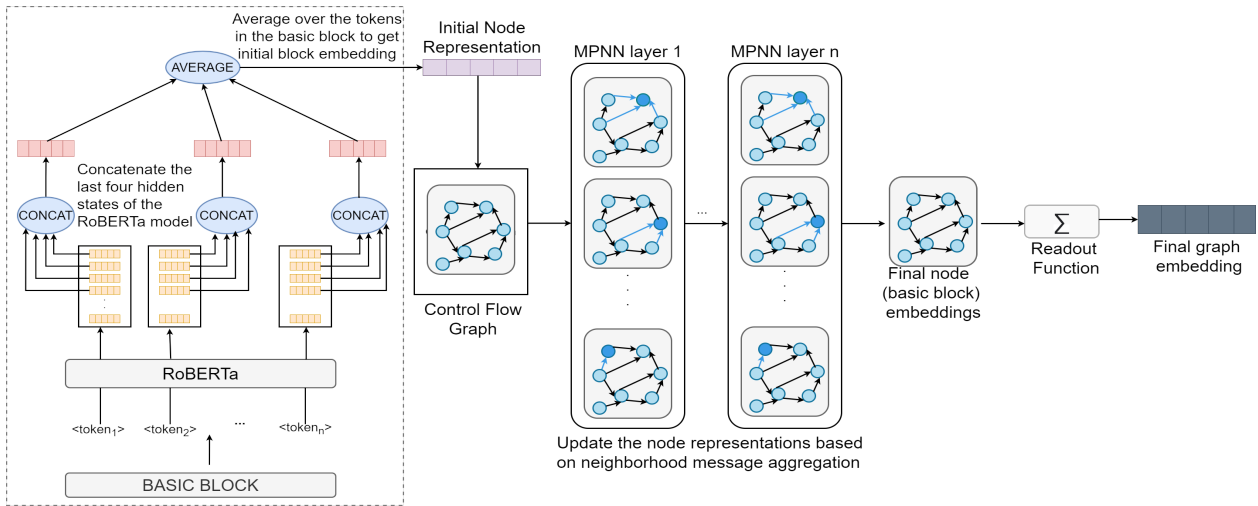 Average over the tokens
in the basic block to get
initial block embedding
AVERAGE
Concatenate the
last four hidden
states of the
RoBERTa model
CONCAT
CONCAT
CONCAT
RoBERTa
<token1>
<token2>
...
<tokenn>
BASIC BLOCK
Initial Node
Representation
Control Flow
Graph
MPNN layer 1
...
MPNN layer n
Update the node representations based
on neighborhood message aggregation
Final node
(basic block)
embeddings
Σ
Readout
Function
Final graph
embedding